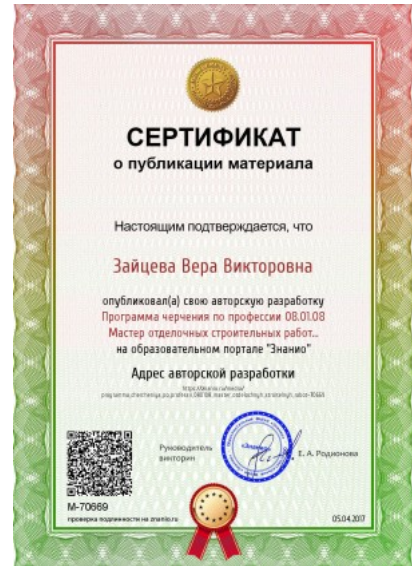 СЕРТИФИКАТ
о публикации материала
Настоящим подтверждается, что
Зайцева Вера Викторовна
опубликовал(а) свою авторскую разработку
Программа черчения по профессии 08.01.08
Мастер отделочных строительных работ...
на образовательном портале "Знанио"
Адрес авторской разработки
Руководитель
викторин
«Знанио»
Е. А. Родионова
М-70669
проверка подлинности на znanio.ru
05.04.2017